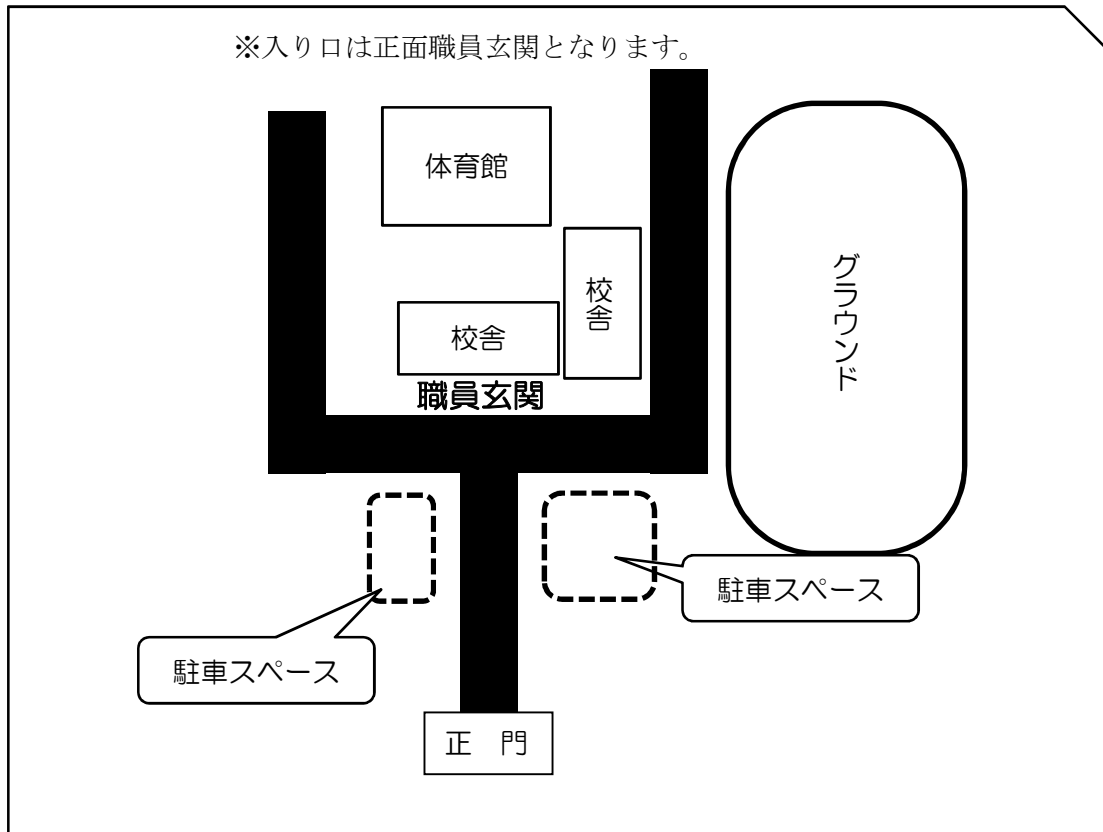 ※入り口は正面職員玄関となります。
体育館
校舎
校舎
職員玄関
グラウンド
駐車スペース
駐車スペース
正　門